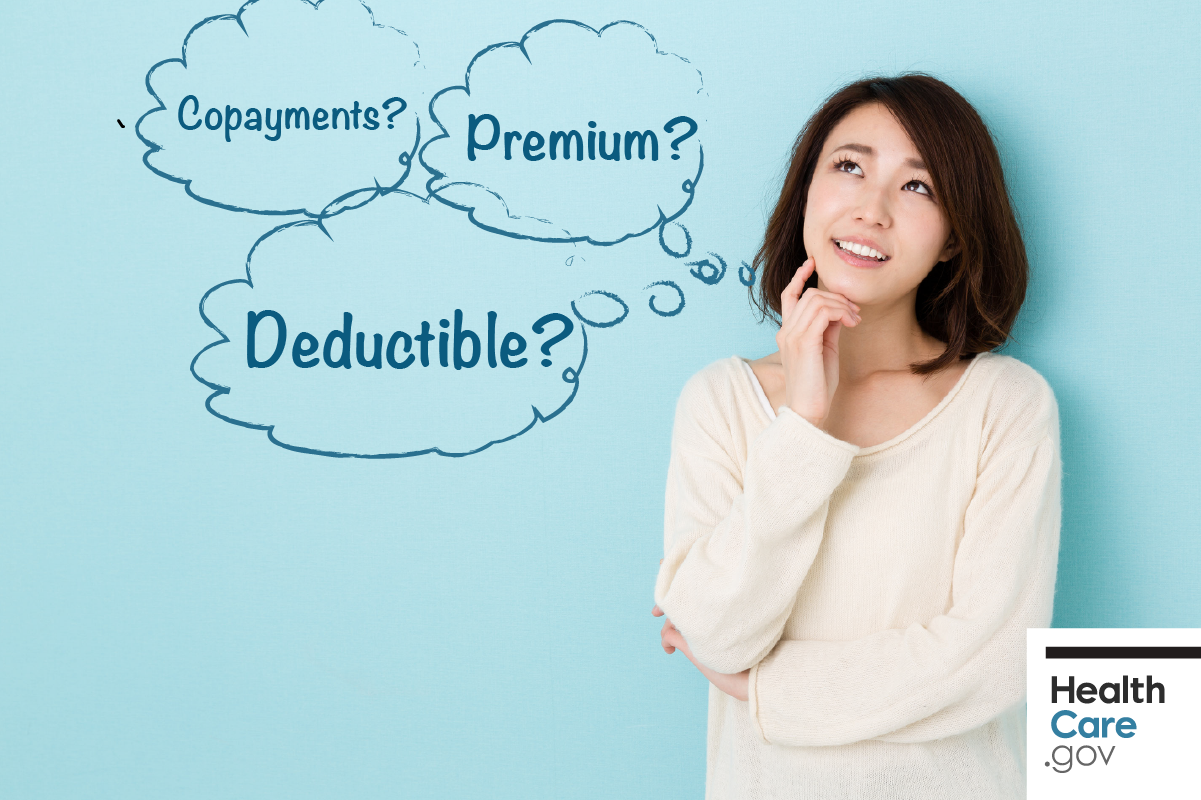 Copayments?
Premium?
Deductible?
Health
Care
.gov